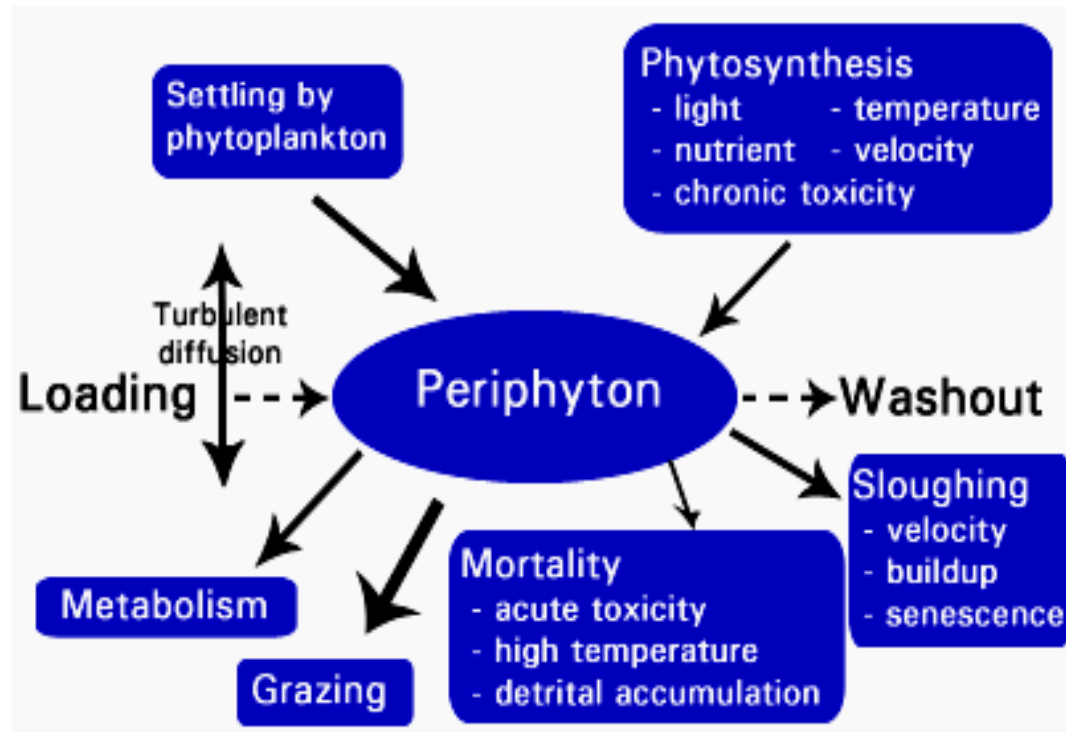 Settling by
phytoplankton
Phytosynthesis
- light - temperature
- nutrient - velocity
- chronic toxicity
Turbulent
diffusion
Loading
Periphyton
Washout
Sloughing
- velocity
- buildup
- senescence
Metabolism
Mortality
- acute toxicity
- high temperature
- detrital accumulation
Grazing